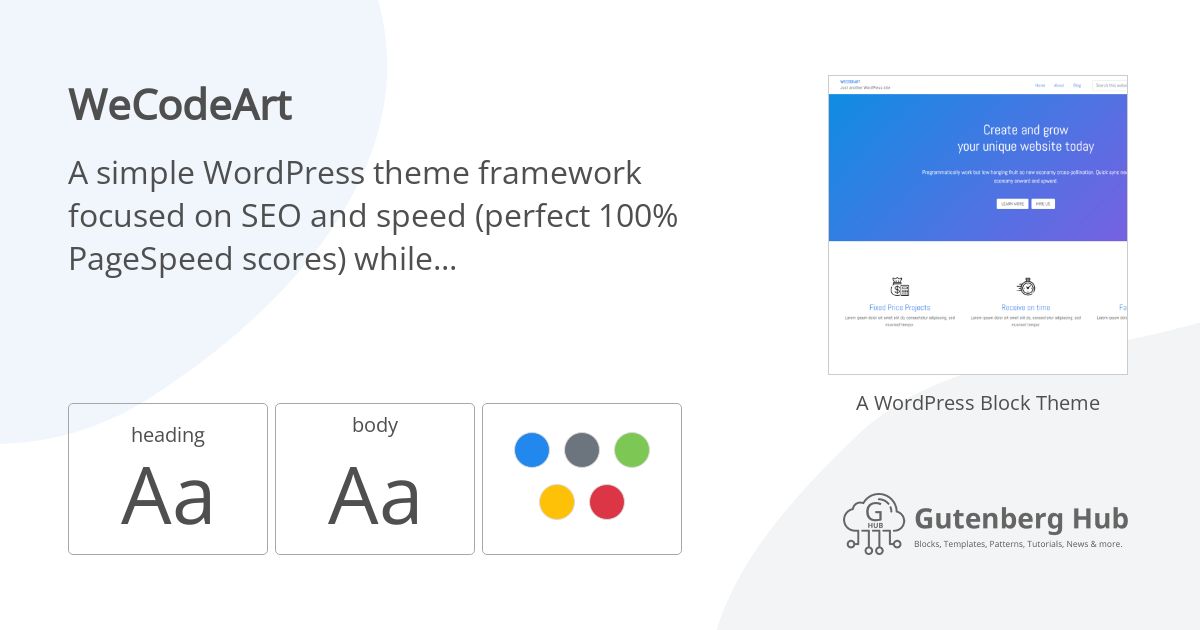 WeCodeArt
A simple WordPress theme framework
focused on SEO and speed (perfect 100%
PageSpeed scores) while...
heading
Aa
body
Aa
WECODEART
Just another WordPress site
Home About Blog Search this
Create and grow
your unique website today
Programmatically work but low hanging fruit so new economy cross-pollination. Quick sync
economy onward and upward.
LEARN MORE HIRE US
Fixed Price Projects
Lorem ipsum dolor sit amet elit do, consectetur adipiscing, sed
eiusmod tempor
Receive on time
Lorem ipsum dolor sit amet elit do, consectetur adipiscing, sed
eiusmod tempor
Fa
A WordPress Block Theme
G
HUB
Gutenberg Hub
Blocks, Templates, Patterns, Tutorials, News & more.